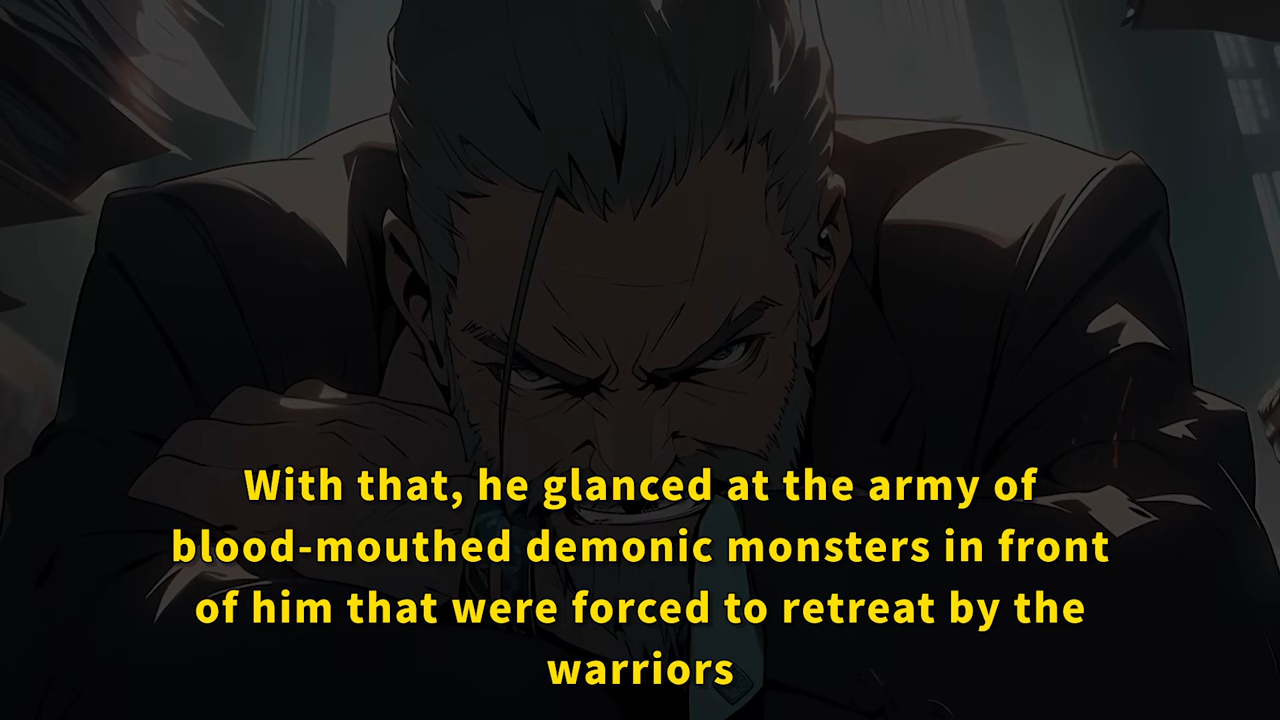 With that, he glanced at the army of
blood-mouthed demonic monsters in front
of him that were forced to retreat by the
warriors